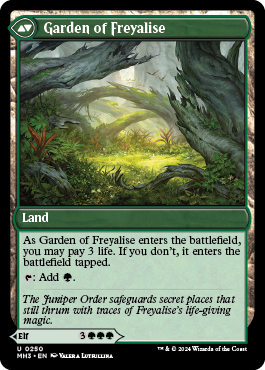 Garden of Freyalise
Land
As Garden of Freyalise enters the battlefield,
you may pay 3 life. If you don't, it enters the
battlefield tapped.
: Add .
The Juniper Order safeguards secret places that
still thrum with traces of Freyalise's life-giving
magic.
Elf 3
U 0250
MH3 • EN VALERA LUTFULLINA
™ & © 2024 Wizards of the Coast